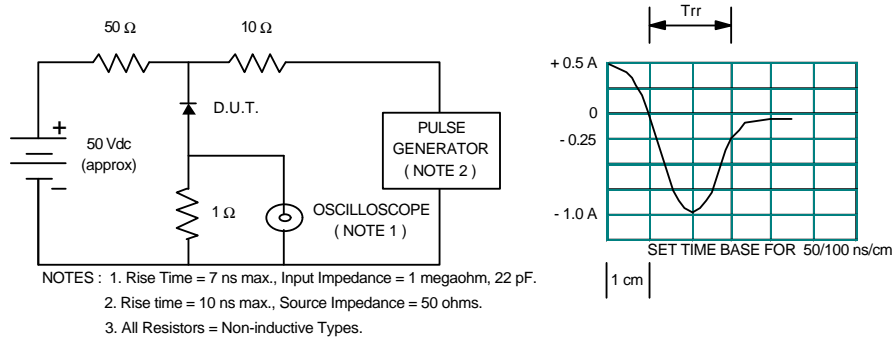 50 Ω
10 Ω
Trr
+ 0.5 A
D.U.T.
+
50 Vdc
(approx)
−
PULSE
GENERATOR
( NOTE 2 )
0
- 0.25
1 Ω
OSCILLOSCOPE
( NOTE 1 )
- 1.0 A
SET TIME BASE FOR 50/100 ns/cm
1 cm
NOTES : 1. Rise Time = 7 ns max., Input Impedance = 1 megaohm, 22 pF.
2. Rise time = 10 ns max., Source Impedance = 50 ohms.
3. All Resistors = Non-inductive Types.